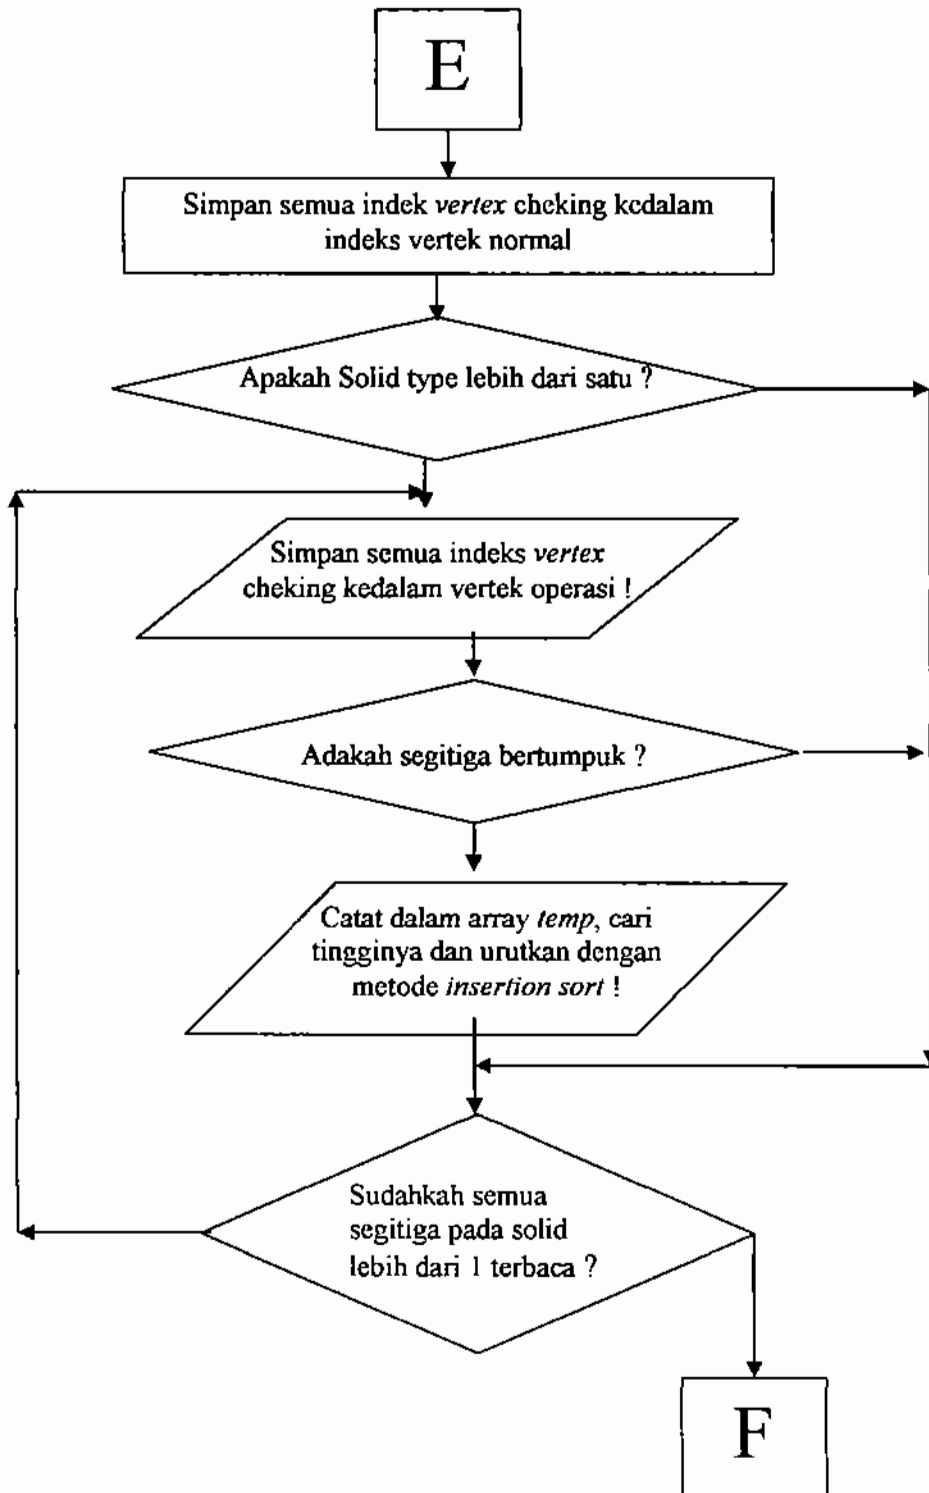 E
Simpan semua indek vertex cheking kedalam
indeks vertek normal
Apakah Solid type lebih dari satu ?
Simpan semua indeks vertex
cheking kedalam vertek operasi !
Adakah segitiga bertumpuk ?
Catat dalam array temp, cari
tingginya dan urutkan dengan
metode insertion sort !
Sudahkah semua
segitiga pada solid
lebih dari 1 terbaca ?
F